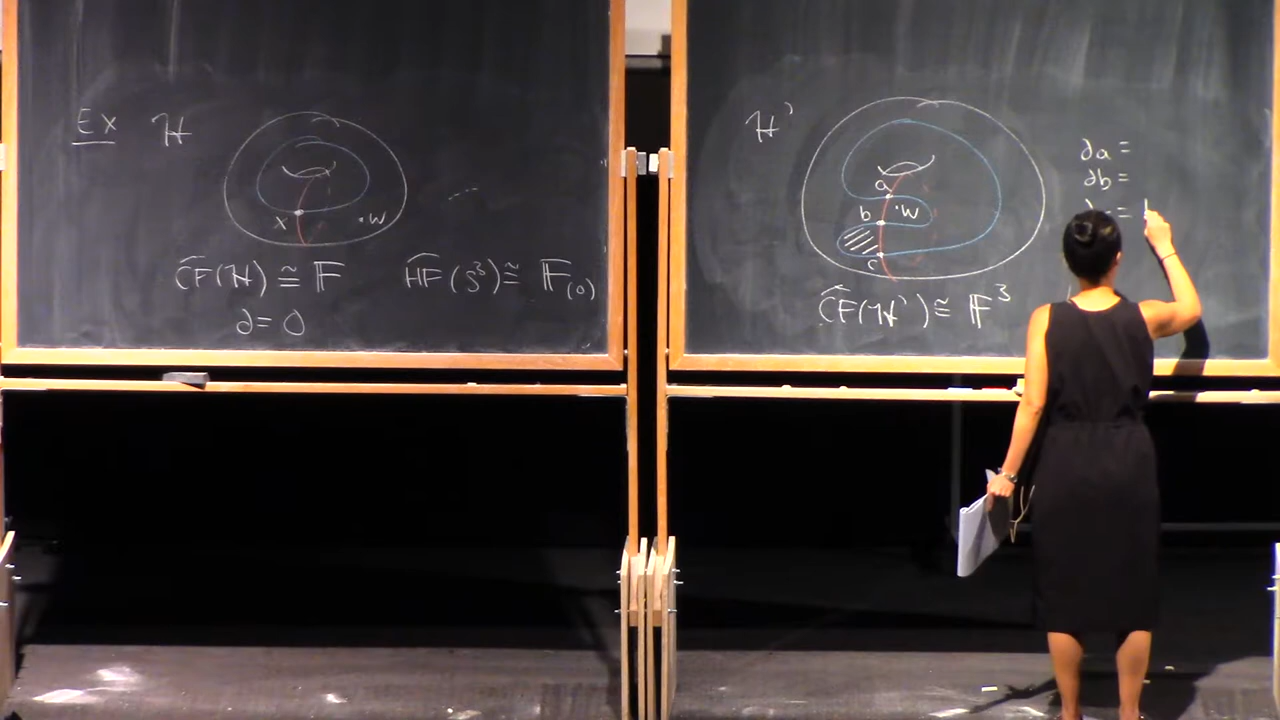 Ex H
x
·w
ĈF(H) ≅ F
ĤF(S³) ≅ F₍₀₎
∂ = 0
H'
a
b ·w
c
ĈF(H') ≅ F³
∂a =
∂b =
=